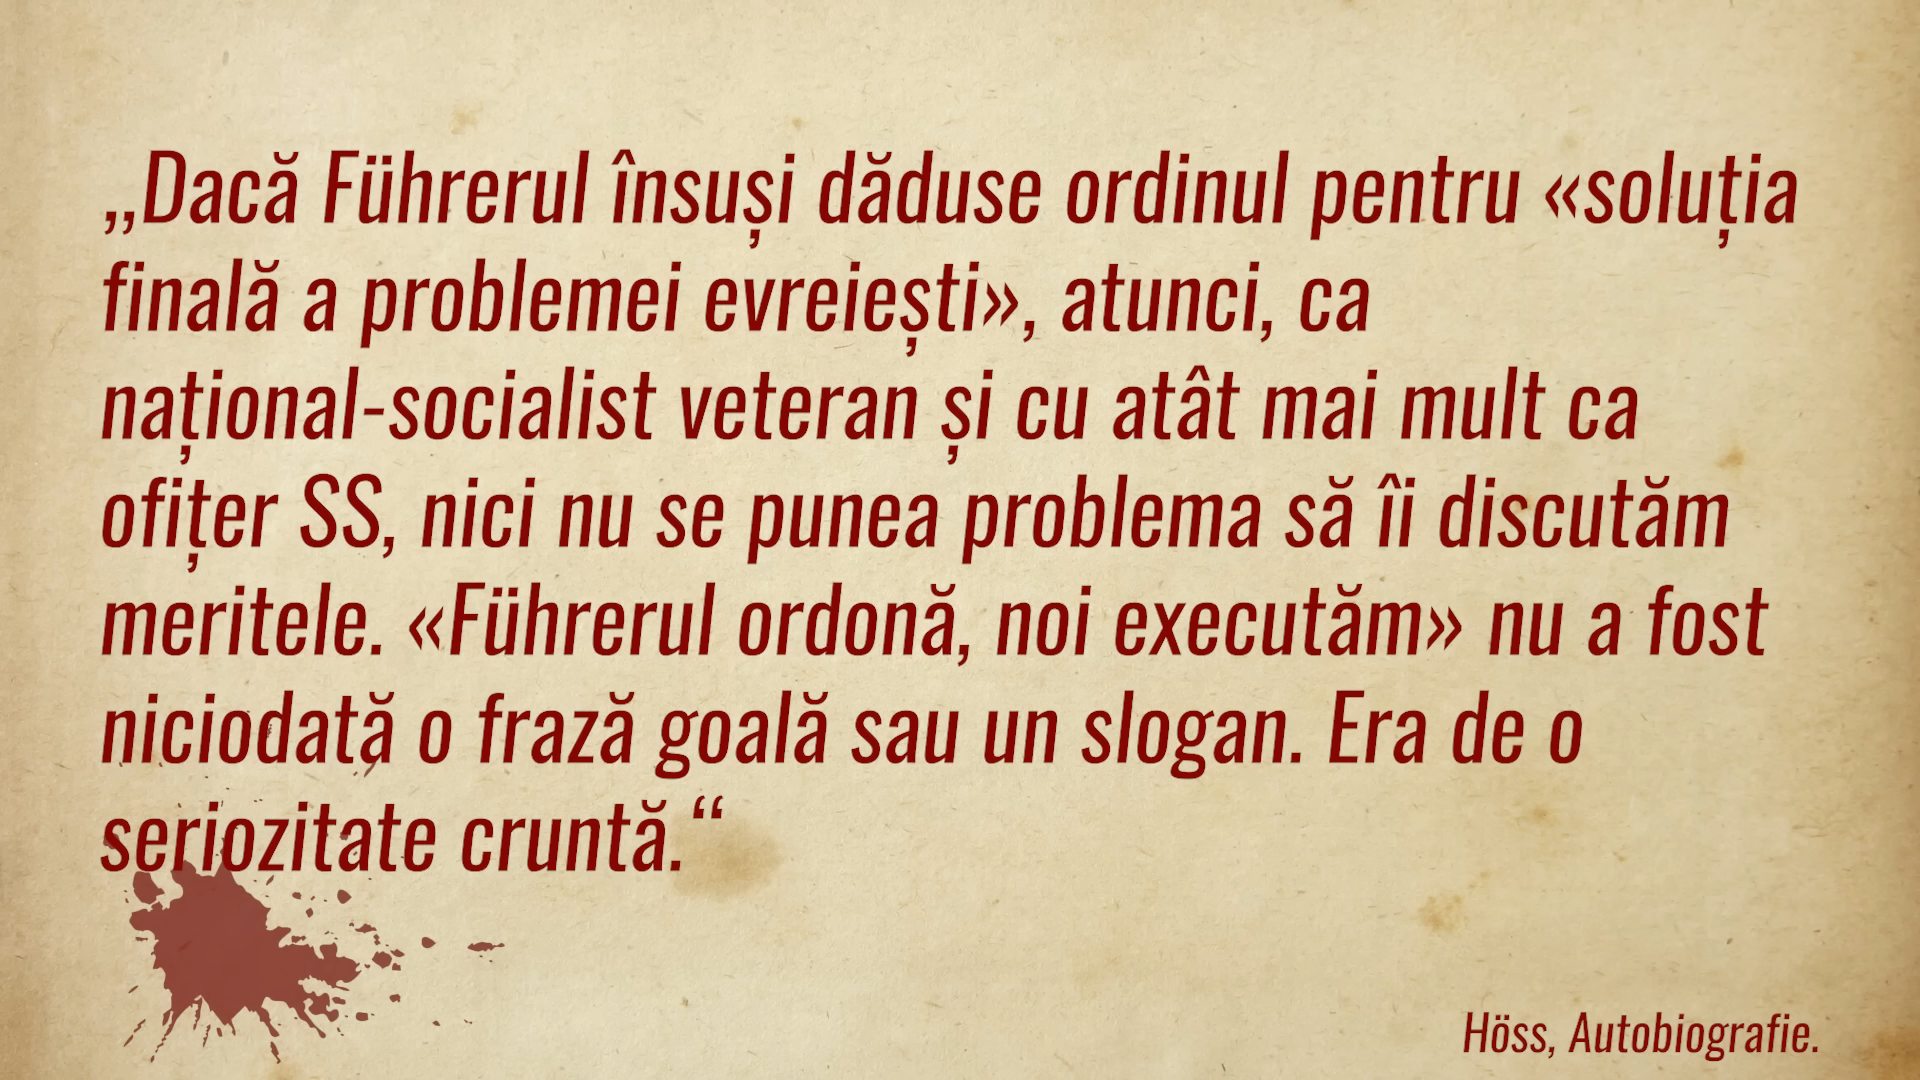 „Dacă Führerul însuși dăduse ordinul pentru «soluția
finală a problemei evreiești», atunci, ca
național-socialist veteran și cu atât mai mult ca
ofițer SS, nici nu se punea problema să îi discutăm
meritele. «Führerul ordonă, noi executăm» nu a fost
niciodată o frază goală sau un slogan. Era de o
seriozitate cruntă.“
Höss, Autobiografie.